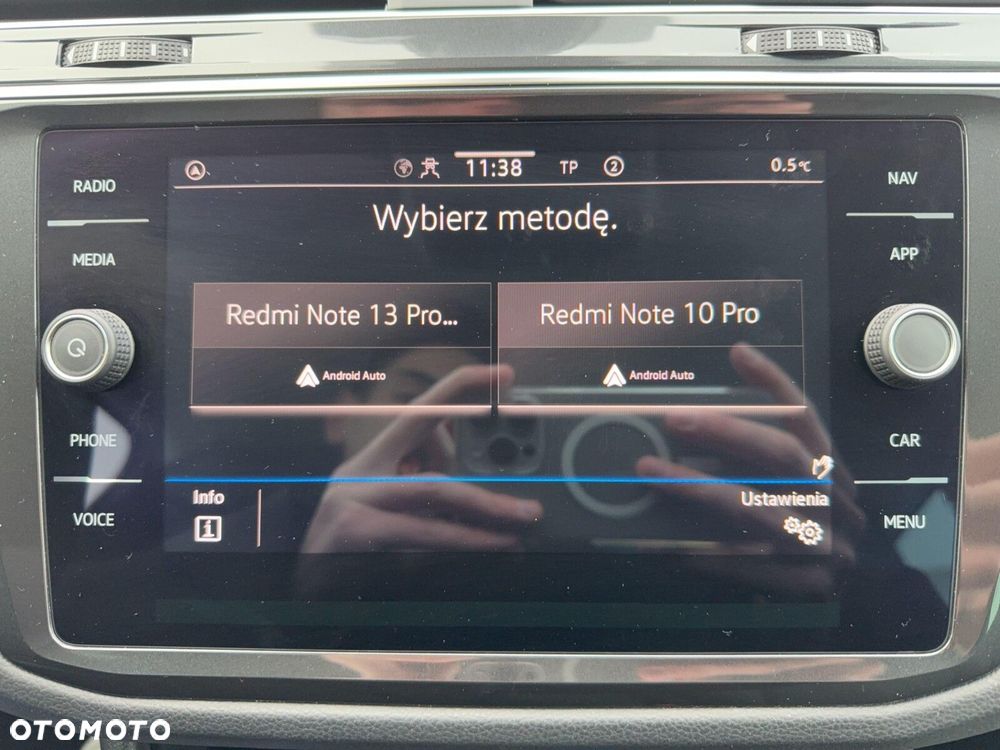 RADIO
MEDIA
PHONE
VOICE
11:38 TP 2 0.5°C
Wybierz metodę.
Redmi Note 13 Pro...
Android Auto
Redmi Note 10 Pro
Android Auto
Info
i
Ustawienia
NAV
APP
CAR
MENU
OTOMOTO